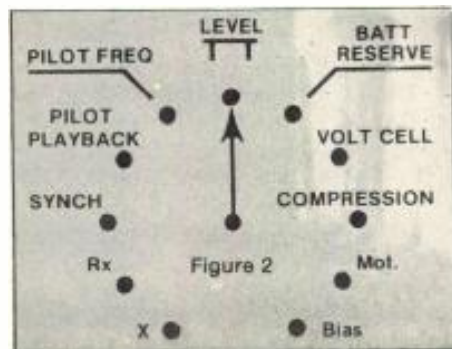 LEVEL
PILOT FREQ
BATT
RESERVE
PILOT
PLAYBACK
VOLT CELL
SYNCH
COMPRESSION
Rx
Figure 2
Mot.
X
Bias